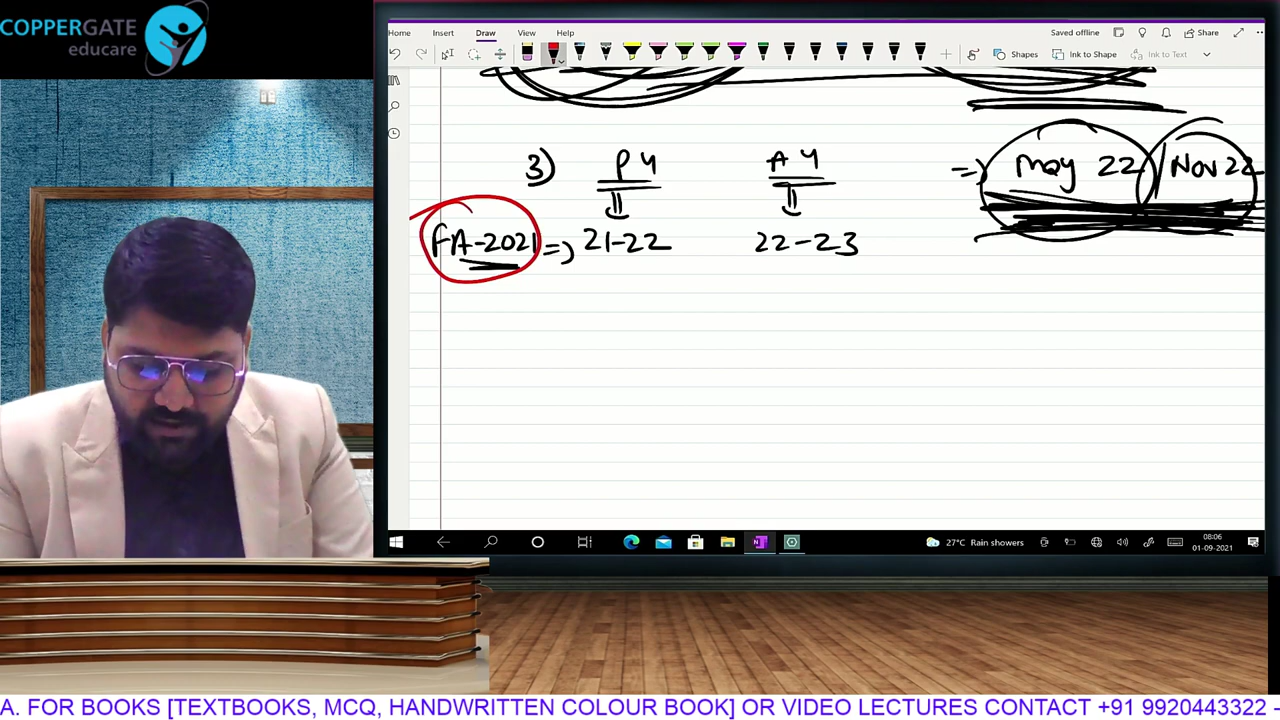 COPPERGATE
educare
Home Insert Draw View Help
Saved offline
Share
Shapes
Ink to Shape
Ink to Text
3) PY AY => May 22 Nov 22
FA-2021 => 21-22 22-23
27°C Rain showers
08:06
01-09-2021
A. FOR BOOKS [TEXTBOOKS, MCQ, HANDWRITTEN COLOUR BOOK] OR VIDEO LECTURES CONTACT +91 9920443322 -